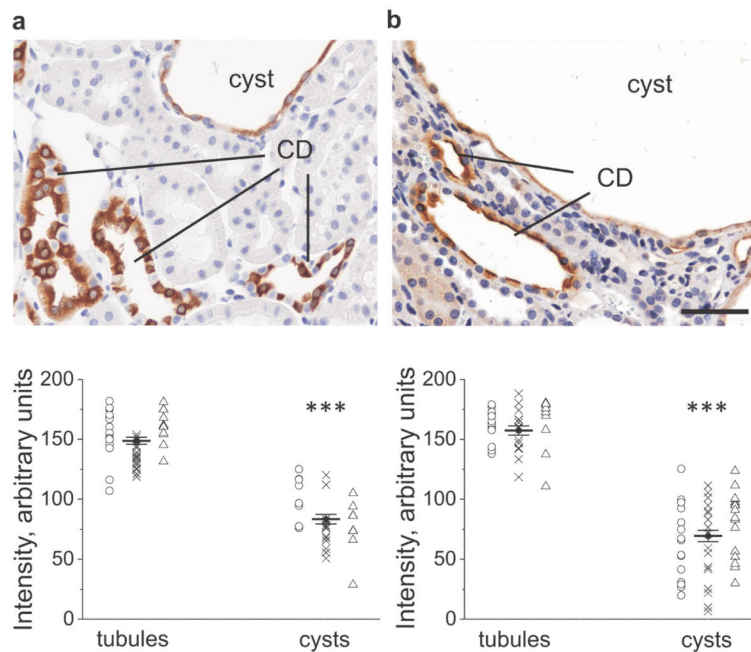 a
cyst
CD
b
cyst
CD
Intensity, arbitrary units
200
150
100
50
0
***
tubules
cysts
Intensity, arbitrary units
200
150
100
50
0
***
tubules
cysts